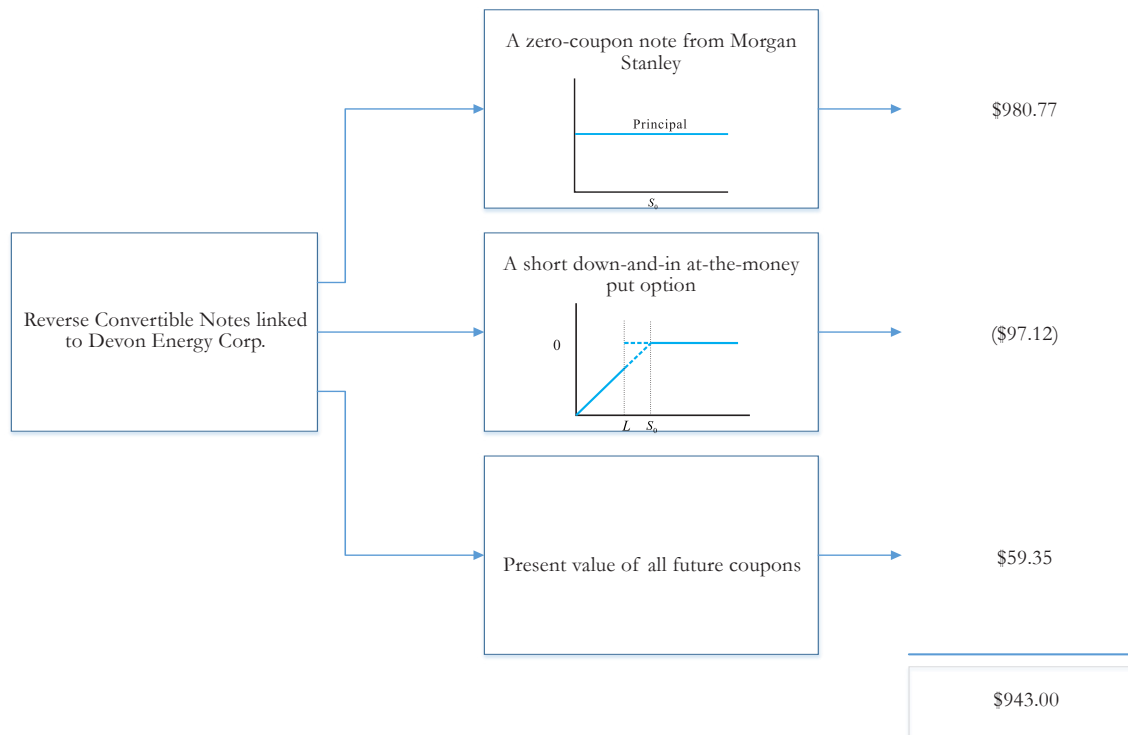 A zero-coupon note from Morgan
Stanley
Principal
S₀
$980.77
Reverse Convertible Notes linked
to Devon Energy Corp.
A short down-and-in at-the-money
put option
0
L S₀
($97.12)
Present value of all future coupons
$59.35
$943.00